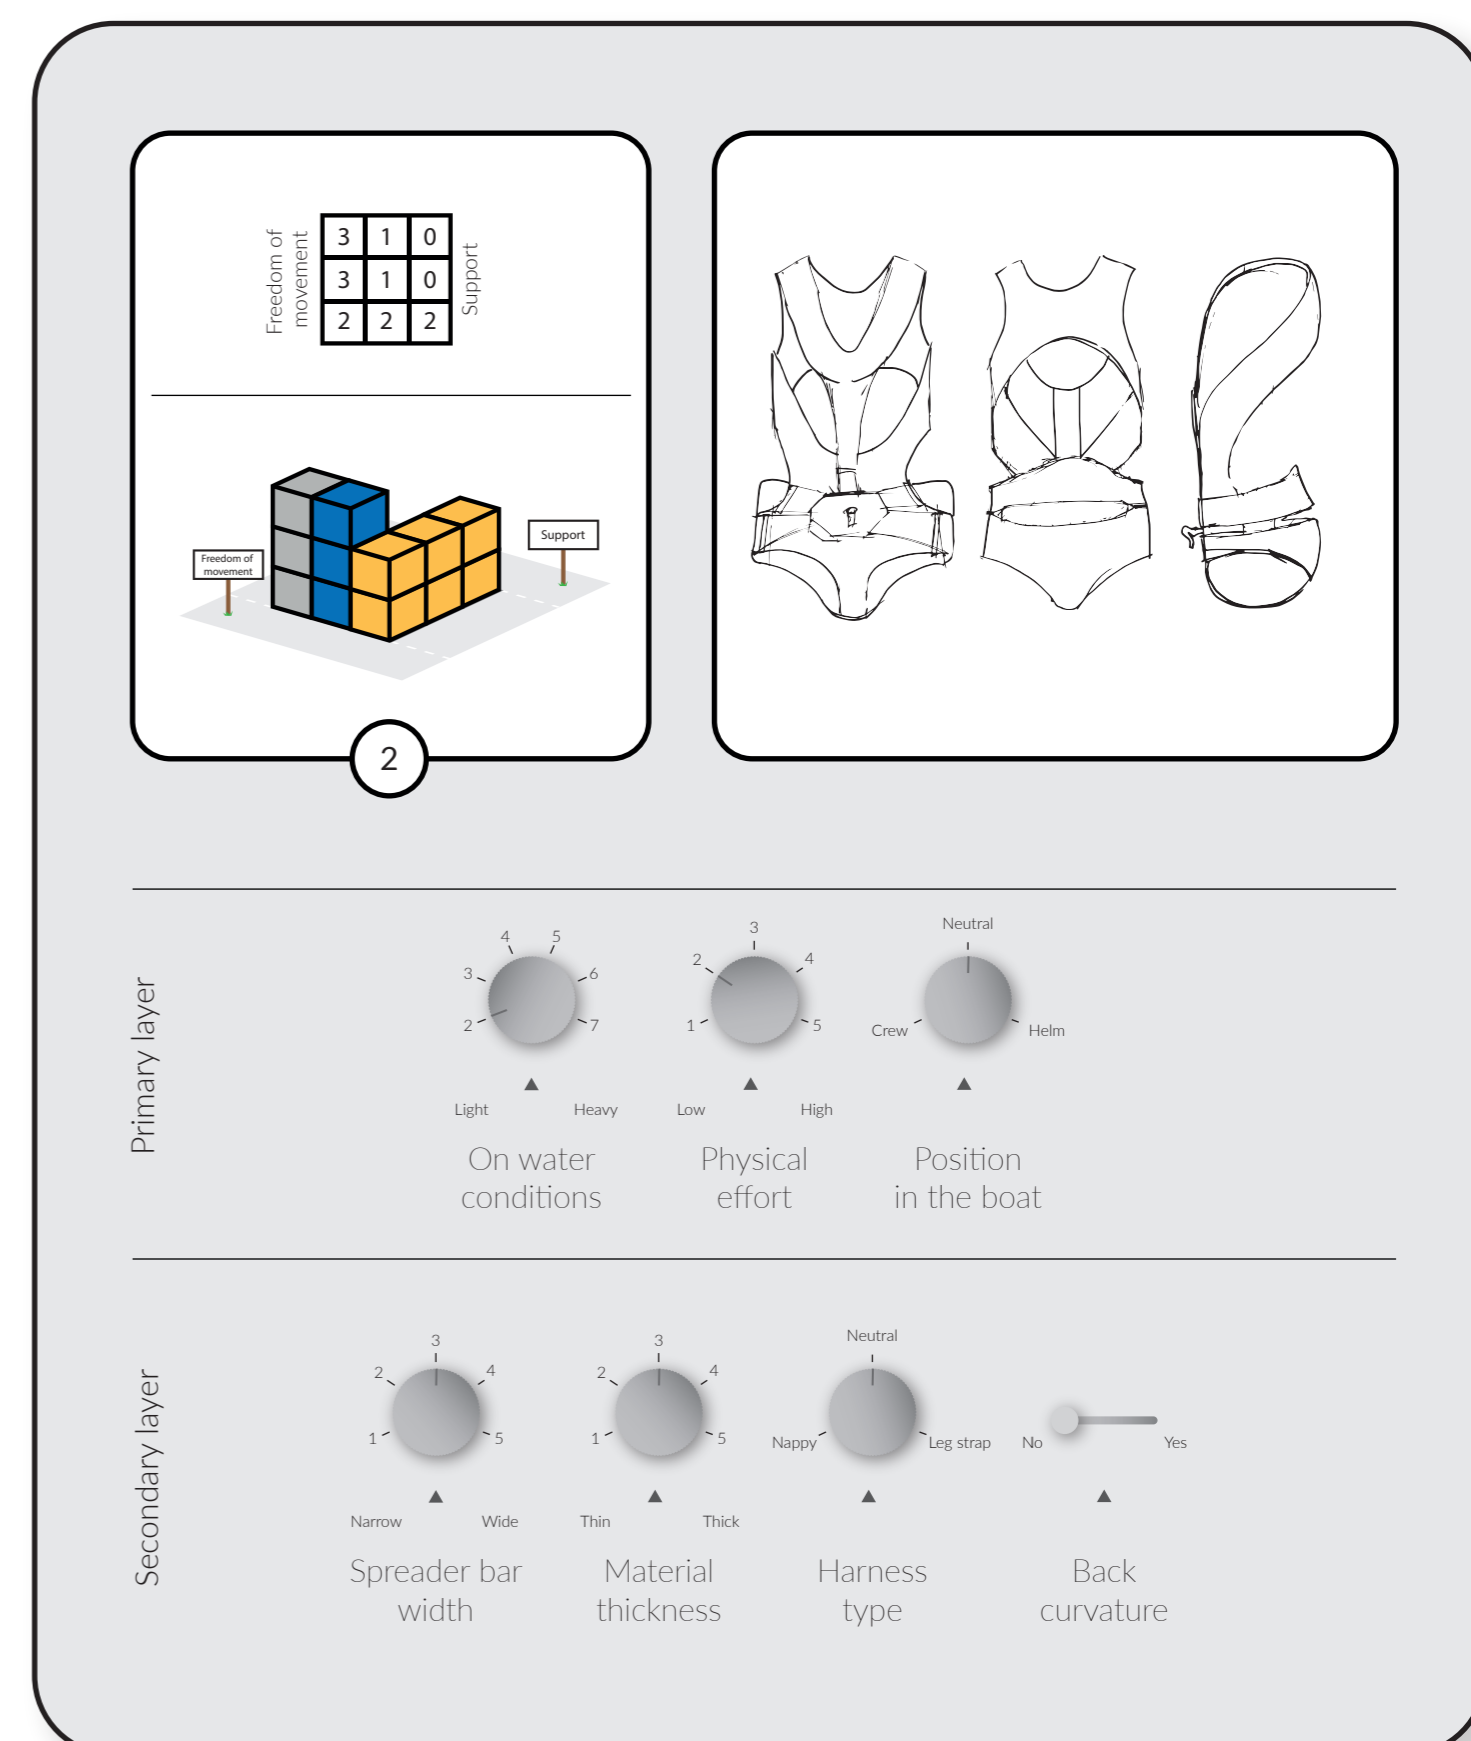 Freedom of
movement
3 1 0
3 1 0
2 2 2
Support
Freedom of
movement
Support
2
Primary layer
2 3 4 5 6 7
Light Heavy
On water
conditions
1 2 3 4 5
Low High
Physical
effort
Neutral
Crew Helm
Position
in the boat
Secondary layer
1 2 3 4 5
Narrow Wide
Spreader bar
width
1 2 3 4 5
Thin Thick
Material
thickness
Neutral
Nappy Leg strap
Harness
type
No Yes
Back
curvature